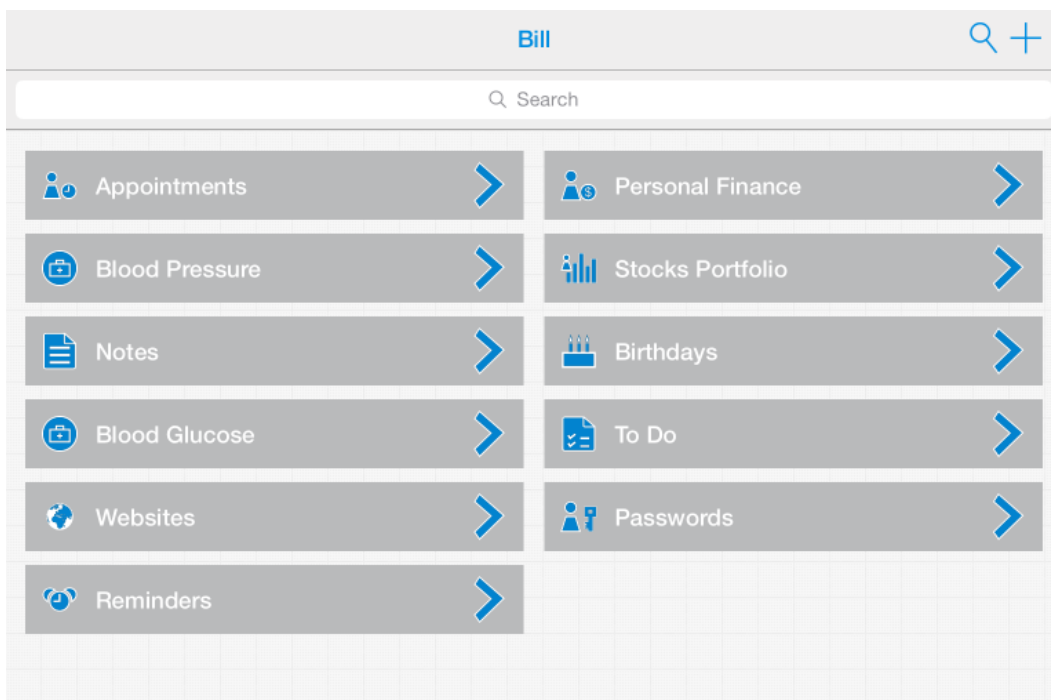 Bill
Search
Appointments
Personal Finance
Blood Pressure
Stocks Portfolio
Notes
Birthdays
Blood Glucose
To Do
Websites
Passwords
Reminders